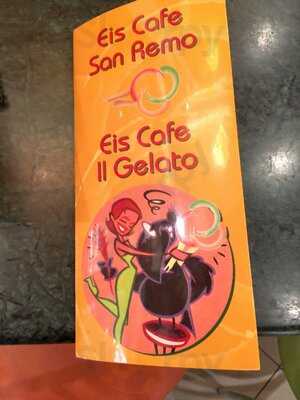 Eis Cafe
San Remo
Eis Cafe
Il Gelato